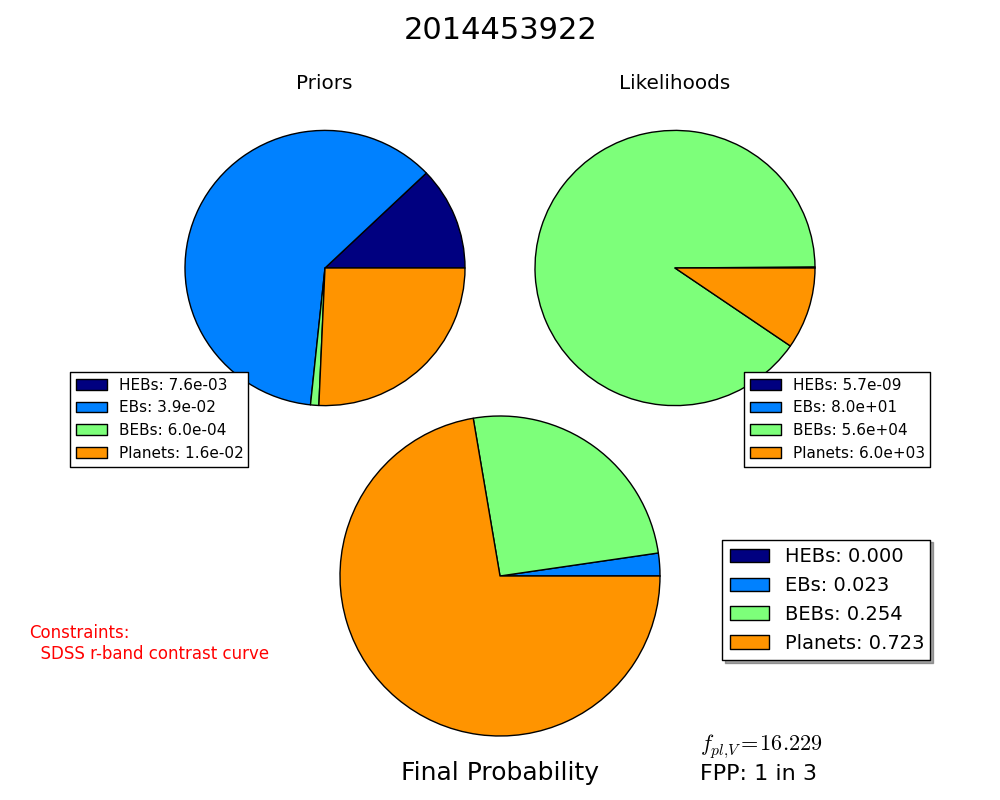 2014453922
Priors
Likelihoods
HEBs: 7.6e-03
EBs: 3.9e-02
BEBs: 6.0e-04
Planets: 1.6e-02
HEBs: 5.7e-09
EBs: 8.0e+01
BEBs: 5.6e+04
Planets: 6.0e+03
HEBs: 0.000
EBs: 0.023
BEBs: 0.254
Planets: 0.723
Constraints:
SDSS r-band contrast curve
f_{pl,V}=16.229
Final Probability
FPP: 1 in 3